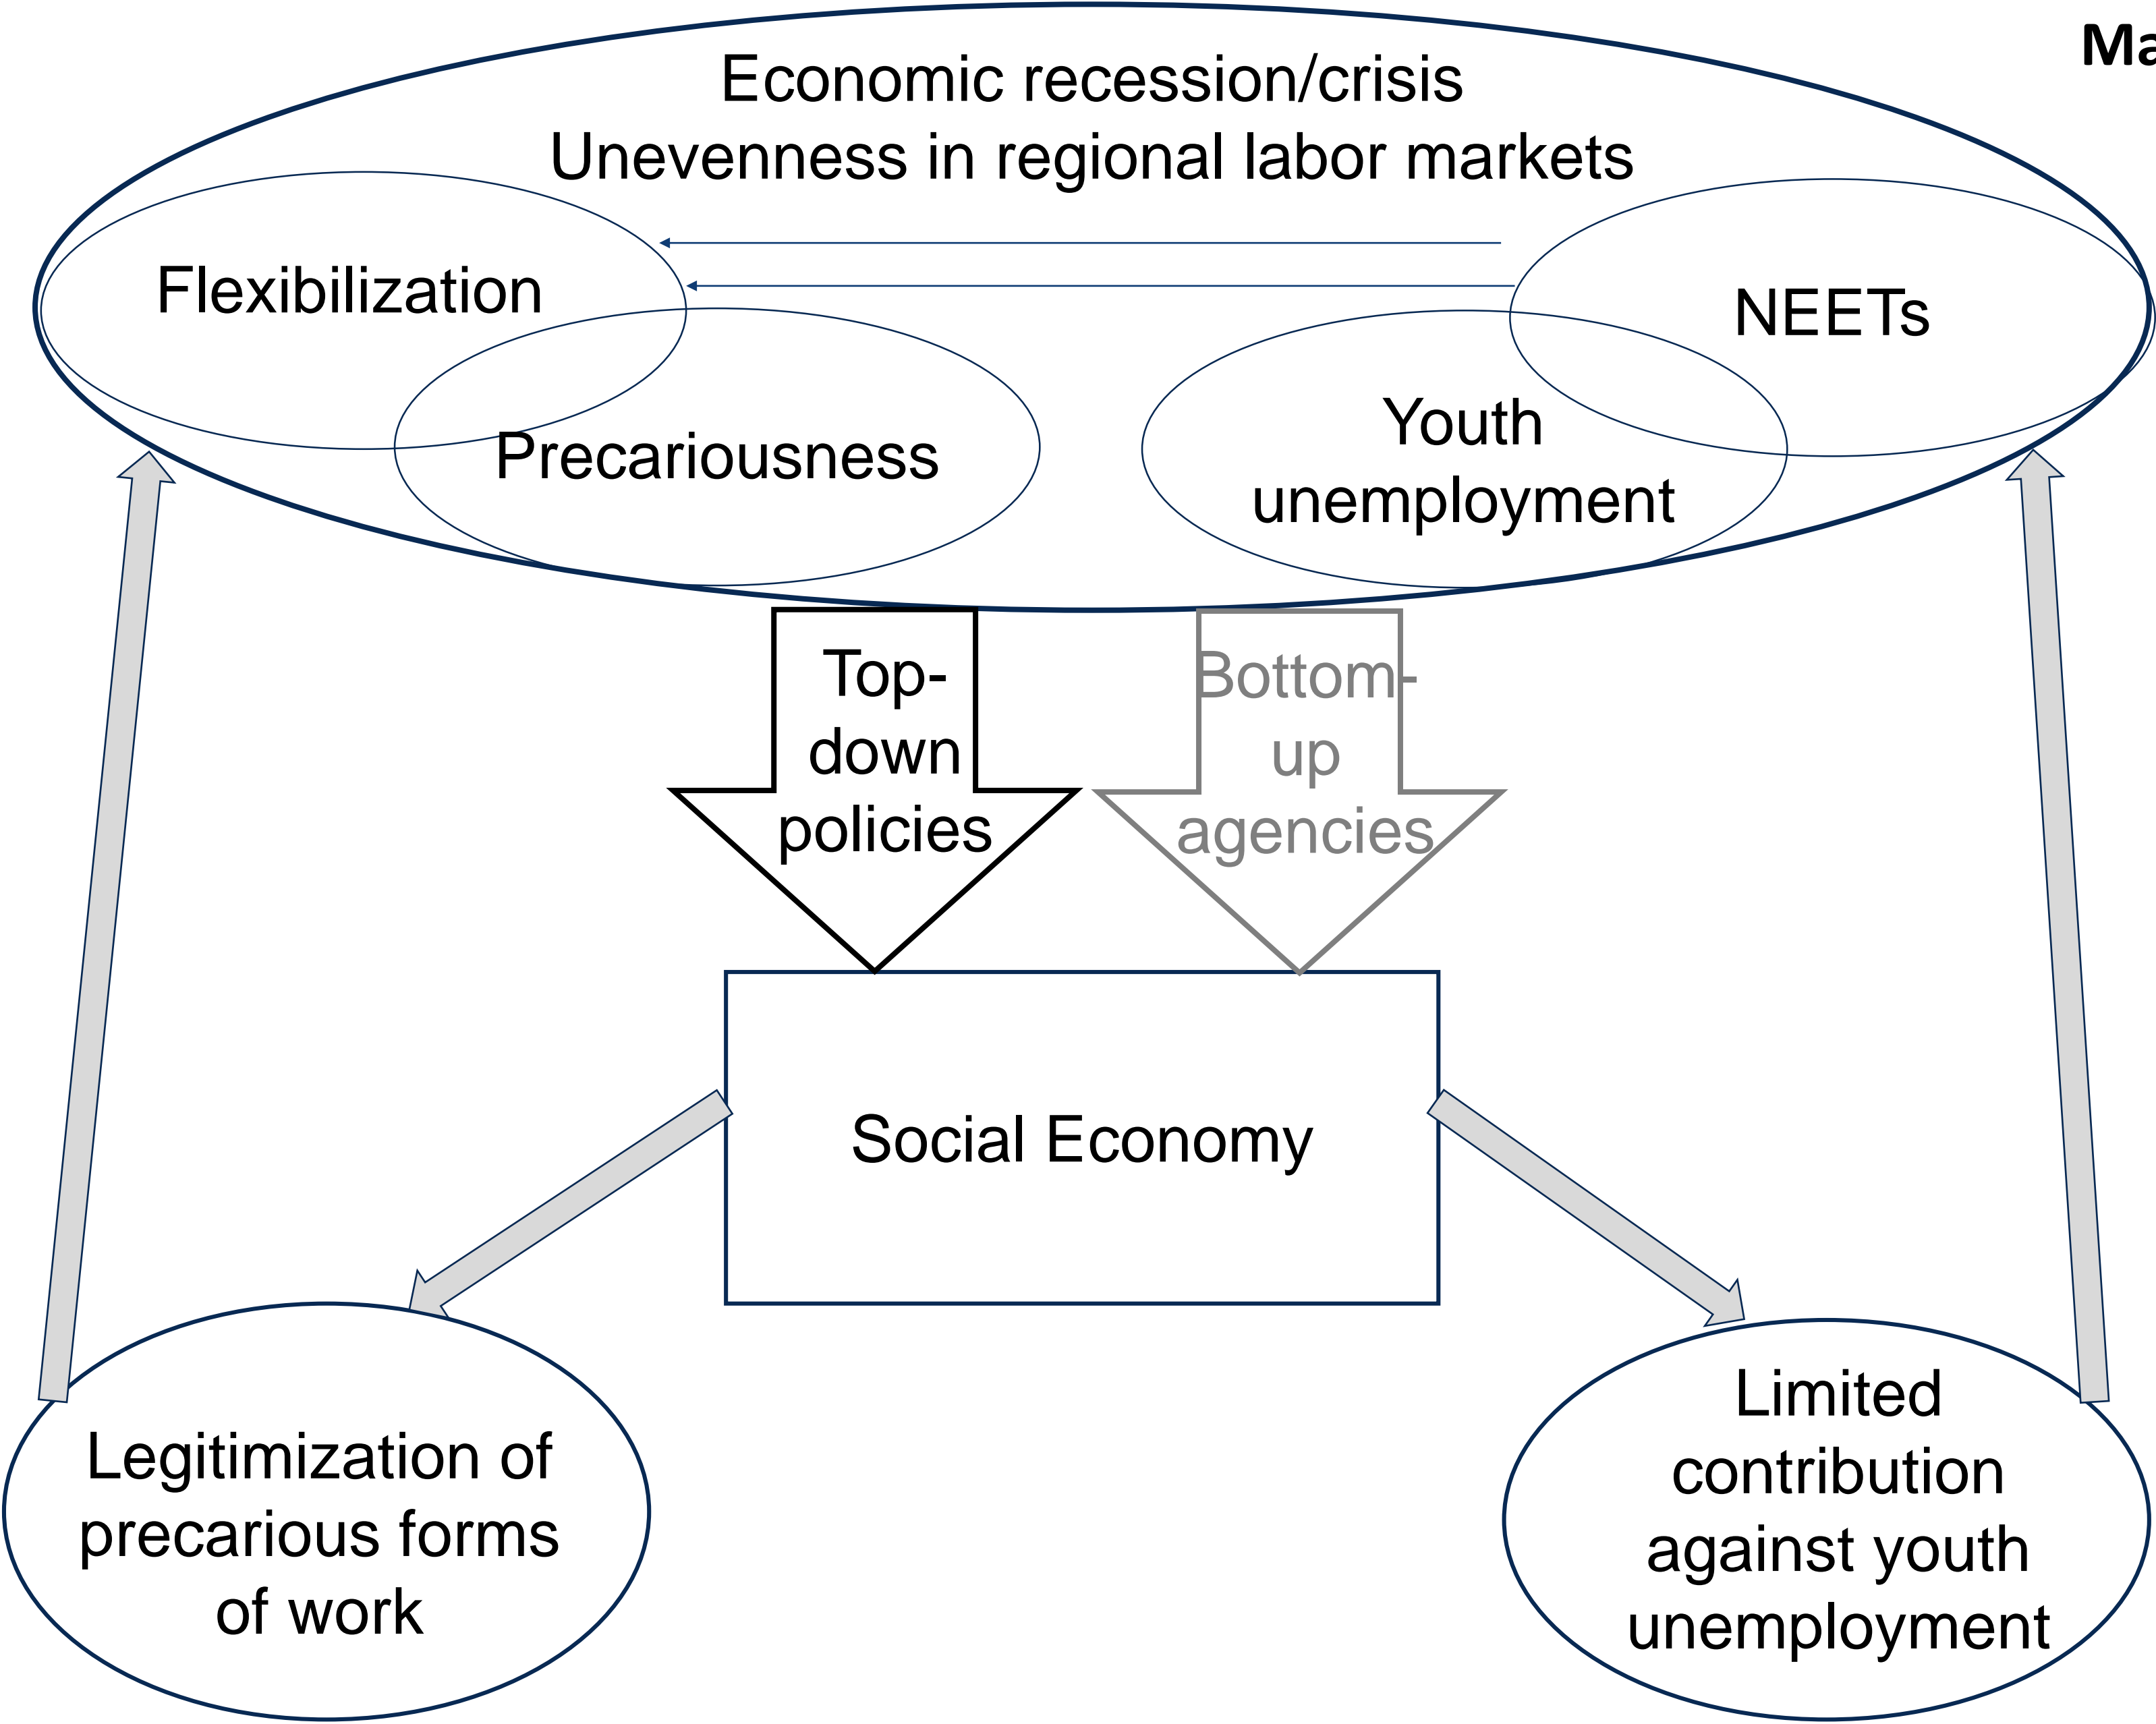 Ma
Economic recession/crisis
Unevenness in regional labor markets
Flexibilization
NEETs
Precariousness
Youth
unemployment
Top-
down
policies
Bottom-
up
agencies
Social Economy
Legitimization of
precarious forms
of work
Limited
contribution
against youth
unemployment